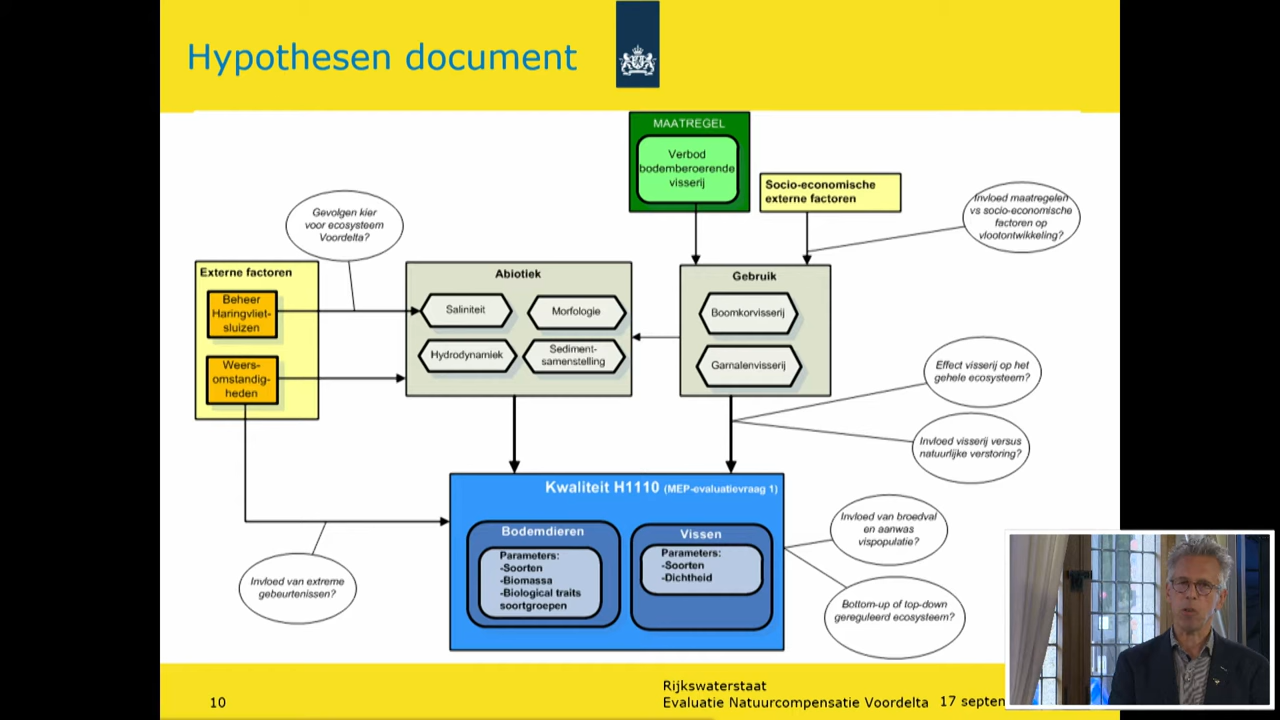 Hypothesen document
MAATREGEL
Verbod
bodemberoerende
visserij
Socio-economische
externe factoren
Invloed maatregelen
vs socio-economische
factoren op
vlootontwikkeling?
Gevolgen kier
voor ecosysteem
Voordelta?
Externe factoren
Beheer
Haringvliet-
sluizen
Weers-
omstandig-
heden
Abiotiek
Saliniteit
Morfologie
Hydrodynamiek
Sediment-
samenstelling
Gebruik
Boomkorvisserij
Garnalenvisserij
Effect visserij op het
gehele ecosysteem?
Invloed visserij versus
natuurlijke verstoring?
Kwaliteit H1110 (MEP-evaluatievraag 1)
Bodemdieren
Parameters:
-Soorten
-Biomassa
-Biological traits
soortgroepen
Vissen
Parameters:
-Soorten
-Dichtheid
Invloed van broedval
en aanwas
vispopulatie?
Invloed van extreme
gebeurtenissen?
Bottom-up of top-down
gereguleerd ecosysteem?
10
Rijkswaterstaat
Evaluatie Natuurcompensatie Voordelta 17 septen